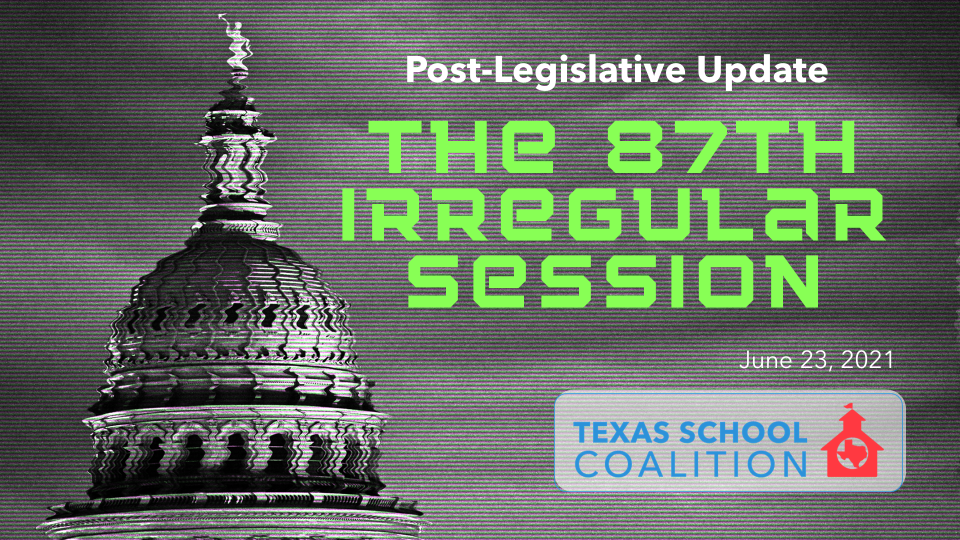 Post-Legislative Update
THE 87TH
IRREGULAR
SESSION
June 23, 2021
TEXAS SCHOOL
COALITION